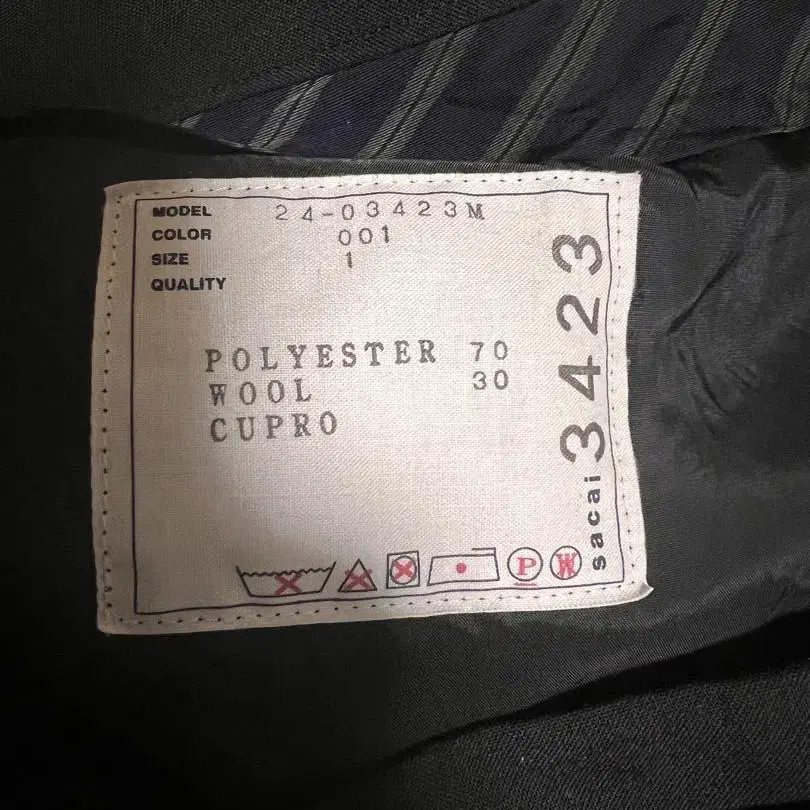 MODEL 24-03423M
COLOR 001
SIZE 1
QUALITY
POLYESTER 70
WOOL 30
CUPRO
sacai 3423
P W